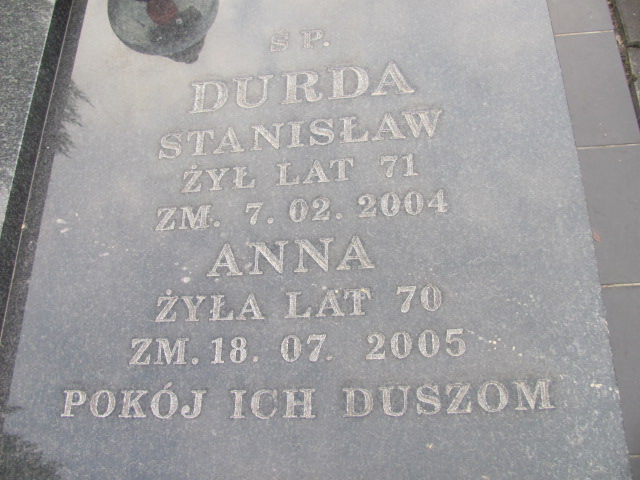 Ś P.
DURDA
STANISŁAW
ŻYŁ LAT 71
ZM. 7. 02. 2004
ANNA
ŻYŁA LAT 70
ZM. 18. 07. 2005
POKÓJ ICH DUSZOM